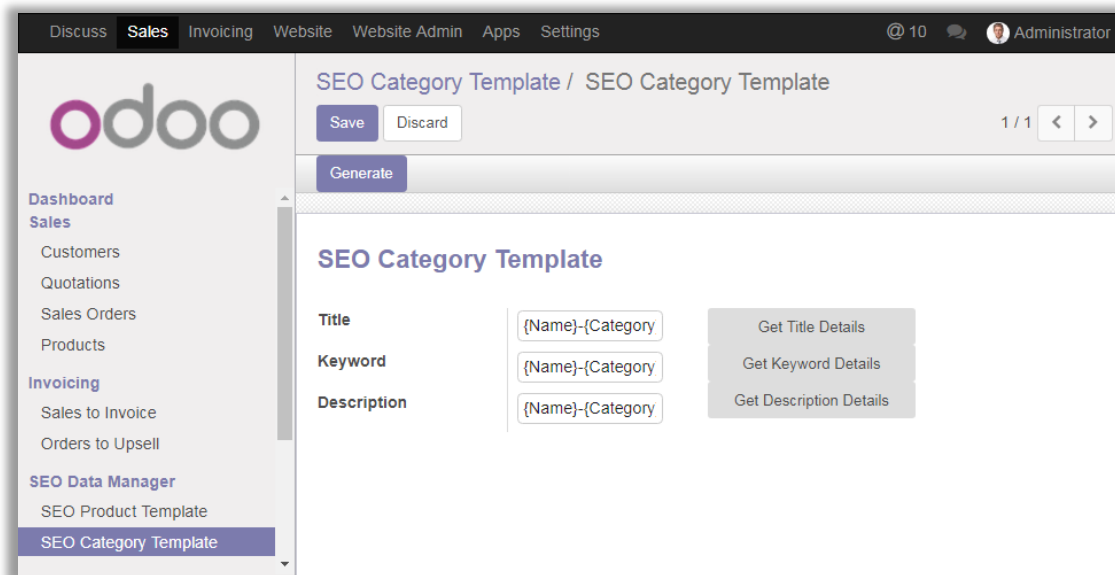 Discuss Sales Invoicing Website Website Admin Apps Settings @ 10 Administrator
odoo
SEO Category Template / SEO Category Template
Save Discard 1 / 1
Generate
Dashboard
Sales
Customers
Quotations
Sales Orders
Products
Invoicing
Sales to Invoice
Orders to Upsell
SEO Data Manager
SEO Product Template
SEO Category Template
SEO Category Template
Title {Name}-{Category Get Title Details
Keyword {Name}-{Category Get Keyword Details
Description {Name}-{Category Get Description Details